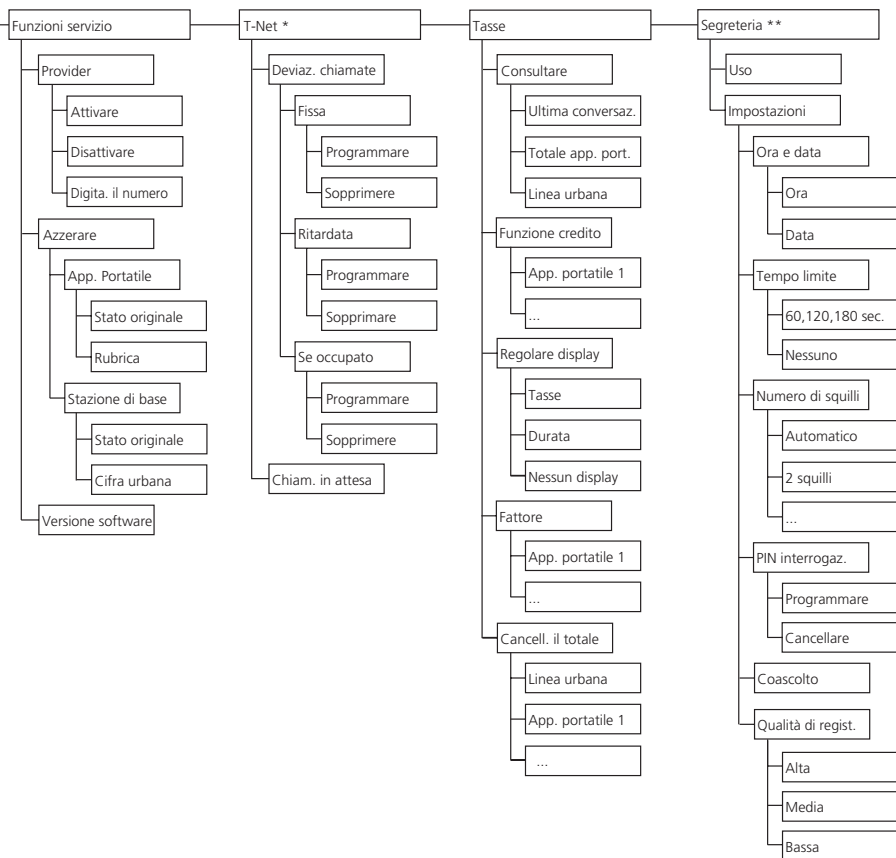 Funzioni servizio
Provider
Attivare
Disattivare
Digita. il numero
Azzerare
App. Portatile
Stato originale
Rubrica
Stazione di base
Stato originale
Cifra urbana
Versione software
T-Net *
Deviaz. chiamate
Fissa
Programmare
Sopprimere
Ritardata
Programmare
Sopprimare
Se occupato
Programmare
Sopprimere
Chiam. in attesa
Tasse
Consultare
Ultima conversaz.
Totale app. port.
Linea urbana
Funzione credito
App. portatile 1
...
Regolare display
Tasse
Durata
Nessun display
Fattore
App. portatile 1
...
Cancell. il totale
Linea urbana
App. portatile 1
...
Segreteria **
Uso
Impostazioni
Ora e data
Ora
Data
Tempo limite
60,120,180 sec.
Nessuno
Numero di squilli
Automatico
2 squilli
...
PIN interrogaz.
Programmare
Cancellare
Coascolto
Qualità di regist.
Alta
Media
Bassa